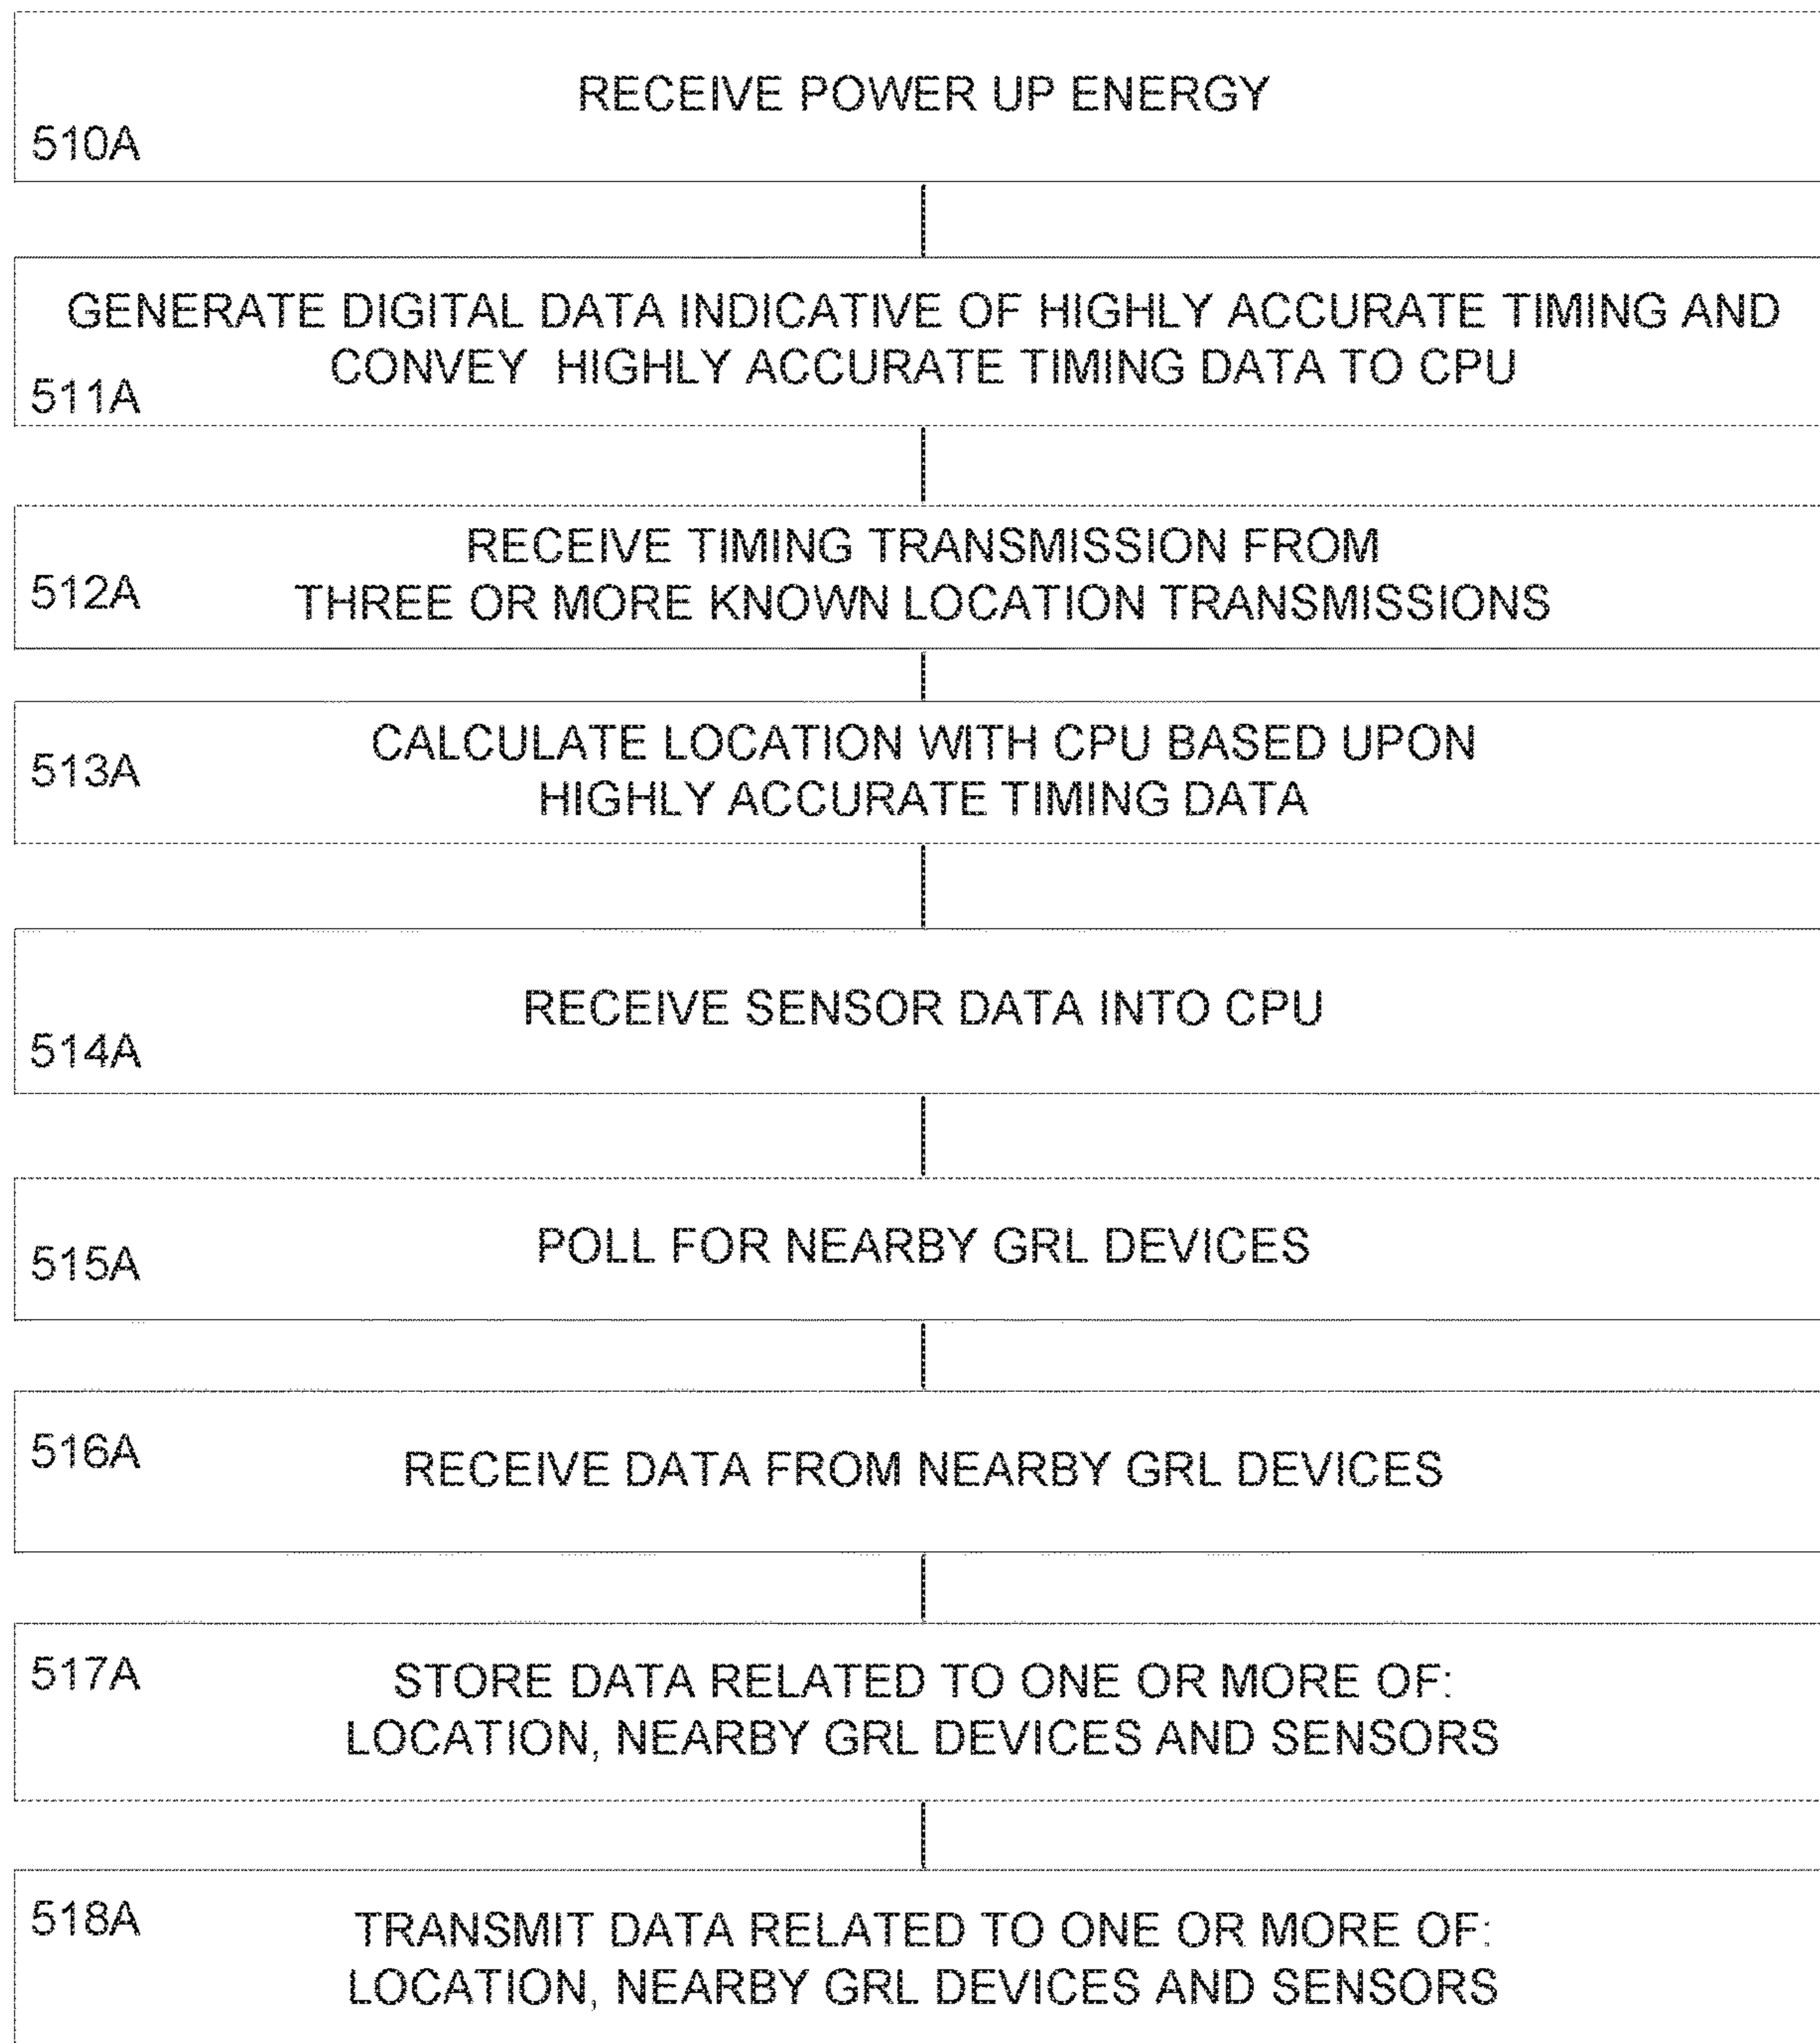 RECEIVE POWER UP ENERGY
510A
GENERATE DIGITAL DATA INDICATIVE OF HIGHLY ACCURATE TIMING AND
CONVEY HIGHLY ACCURATE TIMING DATA TO CPU
511A
RECEIVE TIMING TRANSMISSION FROM
512A
THREE OR MORE KNOWN LOCATION TRANSMISSIONS
CALCULATE LOCATION WITH CPU BASED UPON
513A
HIGHLY ACCURATE TIMING DATA
RECEIVE SENSOR DATA INTO CPU
514A
POLL FOR NEARBY GRL DEVICES
515A
516A
RECEIVE DATA FROM NEARBY GRL DEVICES
517A
STORE DATA RELATED TO ONE OR MORE OF:
LOCATION, NEARBY GRL DEVICES AND SENSORS
518A
TRANSMIT DATA RELATED TO ONE OR MORE OF:
LOCATION, NEARBY GRL DEVICES AND SENSORS